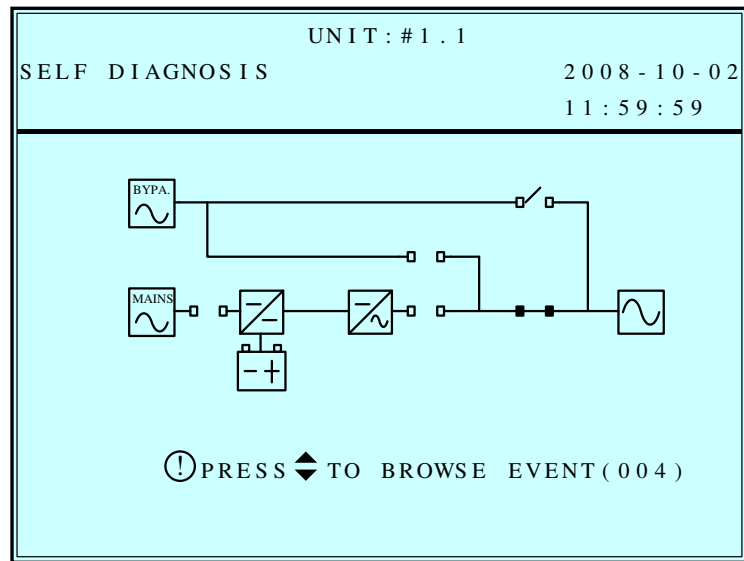 UNIT:#1.1
SELF DIAGNOSIS 2008-10-02
11:59:59
BYPA.
MAINS
PRESS TO BROWSE EVENT(004)